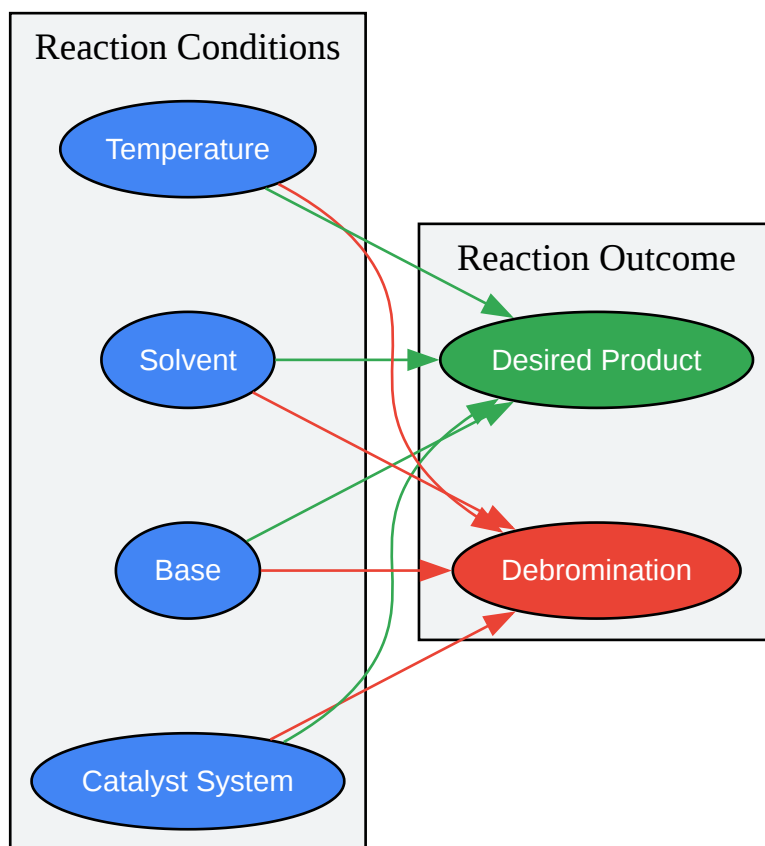 Reaction Conditions
Temperature
Solvent
Base
Catalyst System
Reaction Outcome
Desired Product
Debromination